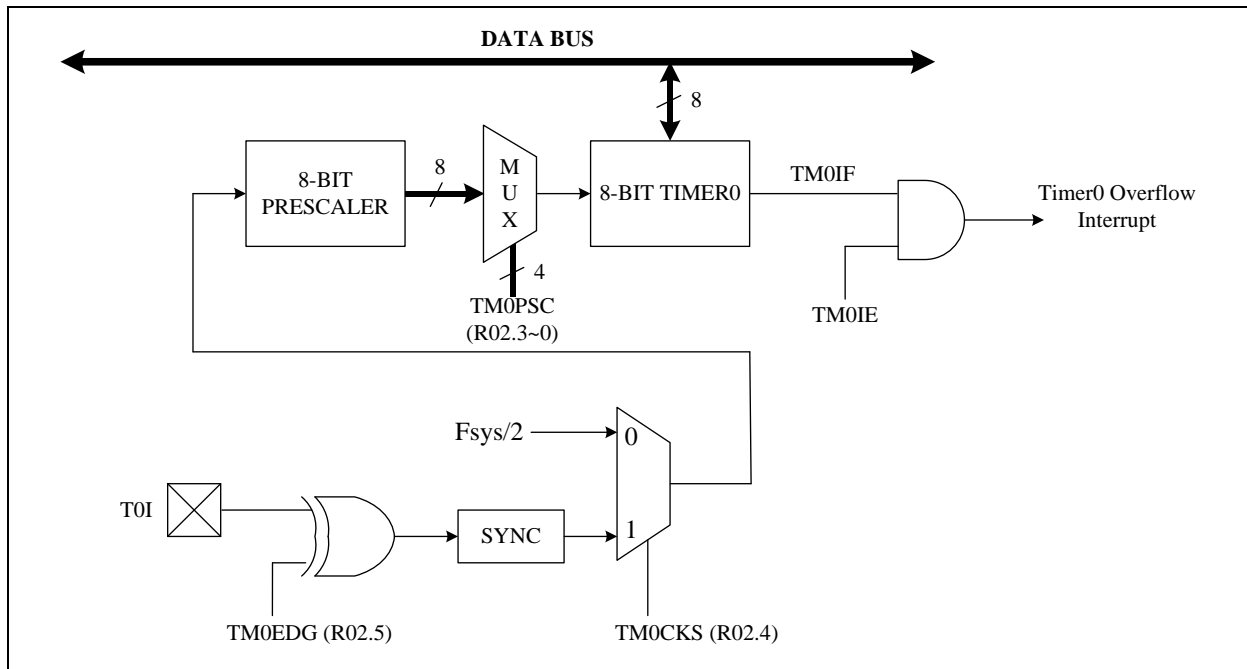 DATA BUS
8
8-BIT
PRESCALER
8
M
U
X
8-BIT TIMER0
TM0IF
Timer0 Overflow
Interrupt
4
TM0PSC
(R02.3~0)
TM0IE
Fsys/2
0
T0I
SYNC
1
TM0EDG (R02.5)
TM0CKS (R02.4)